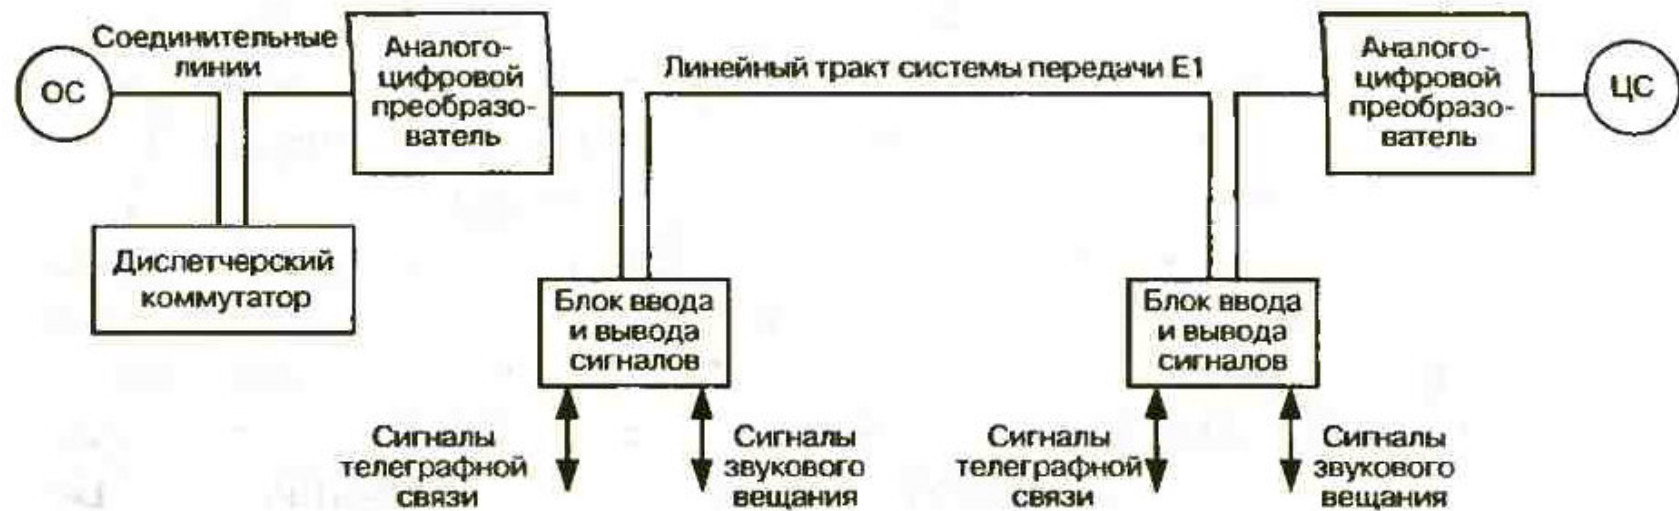 Соединительные
линии
ОС
Аналого-
цифровой
преобразо-
ватель
Линейный тракт системы передачи Е1
Аналого-
цифровой
преобразо-
ватель
ЦС
Диспетчерский
коммутатор
Блок ввода
и вывода
сигналов
Блок ввода
и вывода
сигналов
Сигналы
телеграфной
связи
Сигналы
звукового
вещания
Сигналы
телеграфной
связи
Сигналы
звукового
вещания